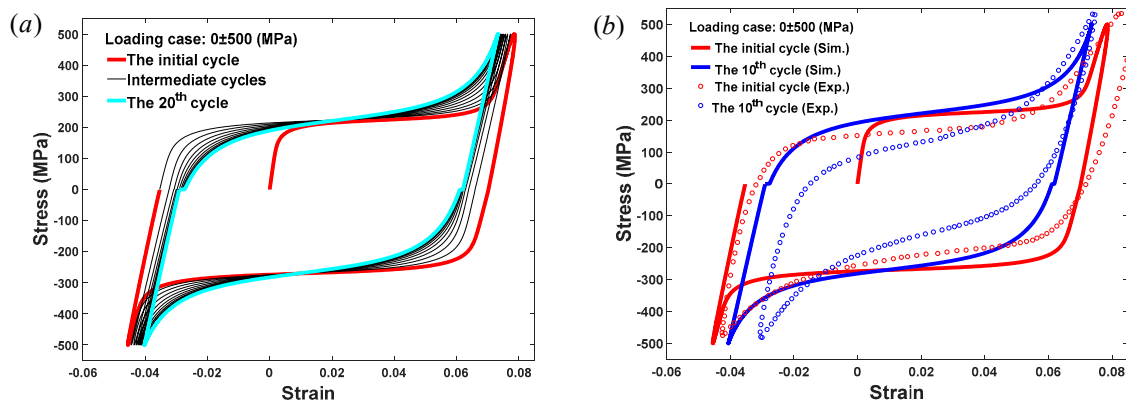 (a)
Loading case: 0±500 (MPa)
The initial cycle
Intermediate cycles
The 20th cycle
Stress (MPa)
500
400
300
200
100
0
-100
-200
-300
-400
-500
-0.06 -0.04 -0.02 0 0.02 0.04 0.06 0.08
Strain
(b)
Loading case: 0±500 (MPa)
The initial cycle (Sim.)
The 10th cycle (Sim.)
The initial cycle (Exp.)
The 10th cycle (Exp.)
Stress (MPa)
500
400
300
200
100
0
-100
-200
-300
-400
-500
-0.06 -0.04 -0.02 0 0.02 0.04 0.06 0.08
Strain